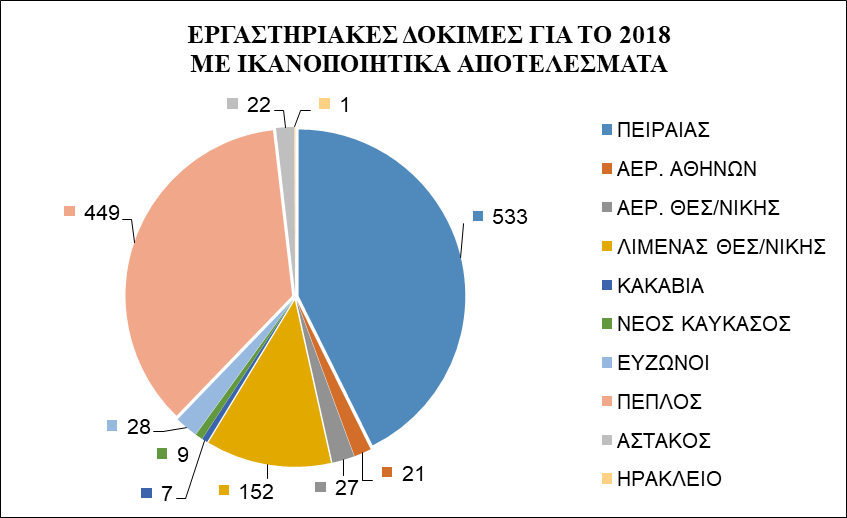 ΕΡΓΑΣΤΗΡΙΑΚΕΣ ΔΟΚΙΜΕΣ ΓΙΑ ΤΟ 2018
ΜΕ ΙΚΑΝΟΠΟΙΗΤΙΚΑ ΑΠΟΤΕΛΕΣΜΑΤΑ
22
1
449
533
28
9
7
152
27
21
ΠΕΙΡΑΙΑΣ
ΑΕΡ. ΑΘΗΝΩΝ
ΑΕΡ. ΘΕΣ/ΝΙΚΗΣ
ΛΙΜΕΝΑΣ ΘΕΣ/ΝΙΚΗΣ
ΚΑΚΑΒΙΑ
ΝΕΟΣ ΚΑΥΚΑΣΟΣ
ΕΥΖΩΝΟΙ
ΠΕΠΛΟΣ
ΑΣΤΑΚΟΣ
ΗΡΑΚΛΕΙΟ